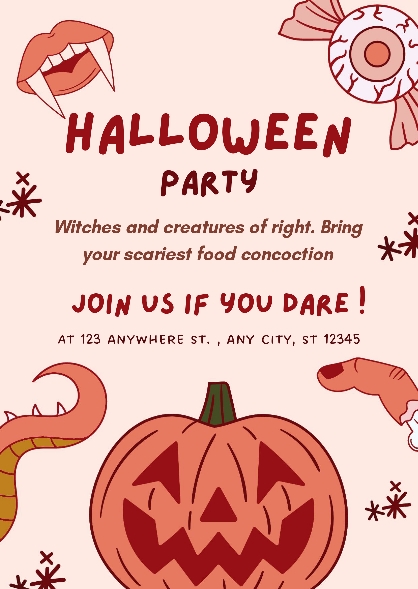 HALLOWEEN
PARTY
Witches and creatures of right. Bring
your scariest food concoction
JOIN US IF YOU DARE !
AT 123 ANYWHERE ST. , ANY CITY, ST 12345